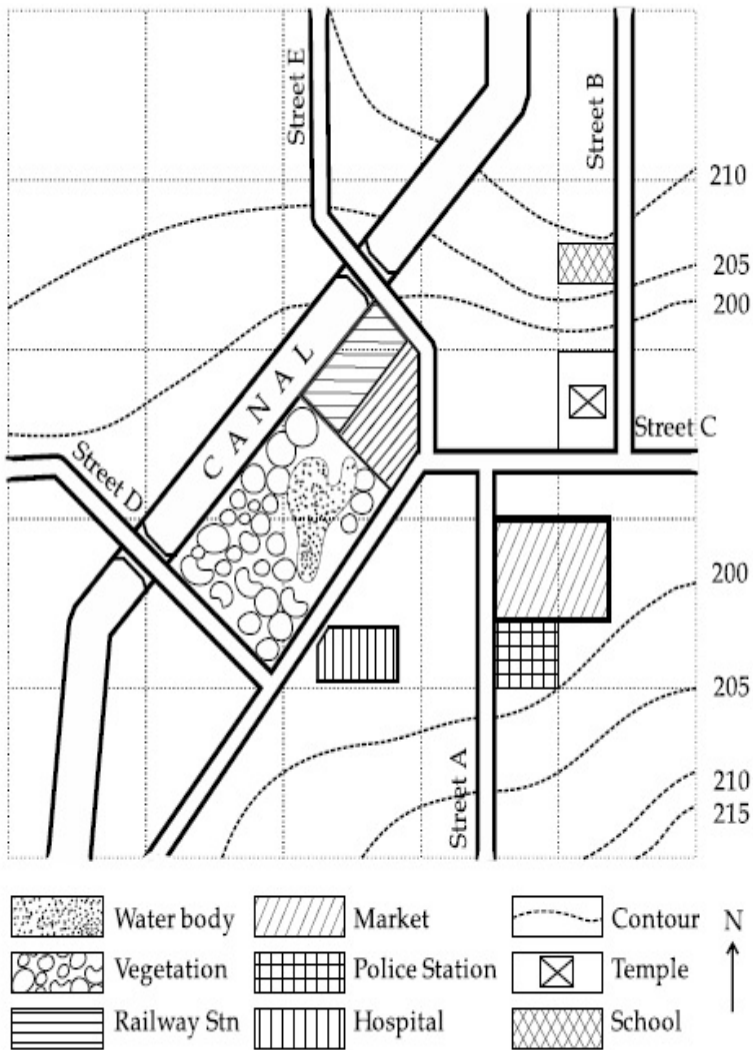 Street E
Street B
210
205
200
CANAL
Street C
Street D
200
205
Street A
210
215
Water body
Market
Contour
N
Vegetation
Police Station
Temple
Railway Stn
Hospital
School